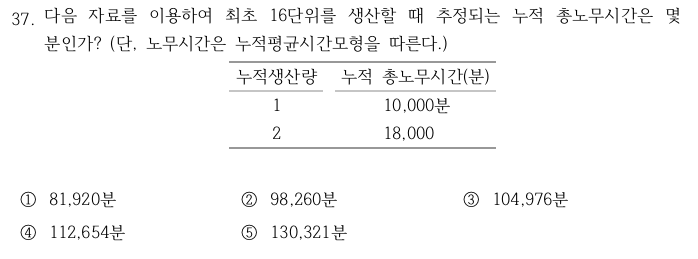 37. 다음 자료를 이용하여 최초 16단위를 생산할 때 추정되는 누적 총노무시간은 몇
분인가? (단, 노무시간은 누적평균시간모형을 따른다.)
누적생산량 누적 총노무시간(분)
1 10,000분
2 18,000
① 81,920분 ② 98,260분 ③ 104,976분
④ 112,654분 ⑤ 130,321분